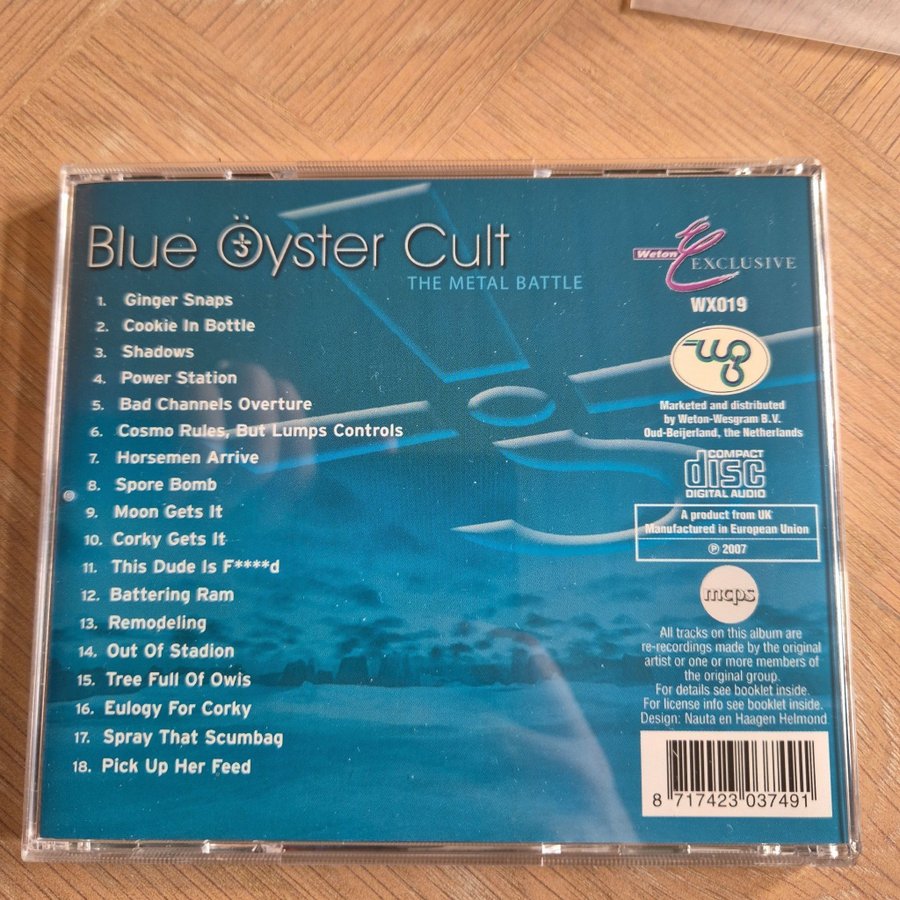 Blue Öyster Cult
THE METAL BATTLE
1. Ginger Snaps
2. Cookie In Bottle
3. Shadows
4. Power Station
5. Bad Channels Overture
6. Cosmo Rules, But Lumps Controls
7. Horsemen Arrive
8. Spore Bomb
9. Moon Gets It
10. Corky Gets It
11. This Dude Is F****d
12. Battering Ram
13. Remodeling
14. Out Of Stadion
15. Tree Full Of Owis
16. Eulogy For Corky
17. Spray That Scumbag
18. Pick Up Her Feed
Weton
EXCLUSIVE
WX019
wg
Marketed and distributed
by Weton-Wesgram B.V.
Oud-Beijerland, the Netherlands
COMPACT
disc
DIGITAL AUDIO
A product from UK
Manufactured in European Union
℗ 2007
mcps
All tracks on this album are
re-recordings made by the original
artist or one or more members of
the original group.
For details see booklet inside.
For license info see booklet inside.
Design: Nauta en Haagen Helmond
8 717423 037491